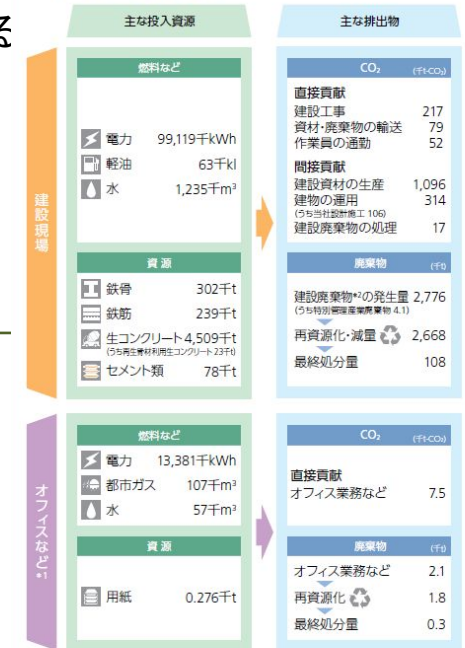 る
主な投入資源
主な排出物
建設現場
燃料など
電力 99,119千kWh
軽油 63千kl
水 1,235千m³
資 源
鉄骨 302千t
鉄筋 239千t
生コンクリート 4,509千t
(うち再生骨材利用生コンクリート 23千t)
セメント類 78千t
CO₂ (千t-CO₂)
直接貢献
建設工事 217
資材・廃棄物の輸送 79
作業員の通勤 52
間接貢献
建設資材の生産 1,096
建物の運用 314
(うち当社設計施工 106)
建設廃棄物の処理 17
廃棄物 (千t)
建設廃棄物*²の発生量 2,776
(うち特別管理産業廃棄物 4.1)
再資源化・減量 2,668
最終処分量 108
オフィスなど*1
燃料など
電力 13,381千kWh
都市ガス 107千m³
水 57千m³
資 源
用紙 0.276千t
CO₂ (千t-CO₂)
直接貢献
オフィス業務など 7.5
廃棄物 (千t)
オフィス業務など 2.1
再資源化 1.8
最終処分量 0.3